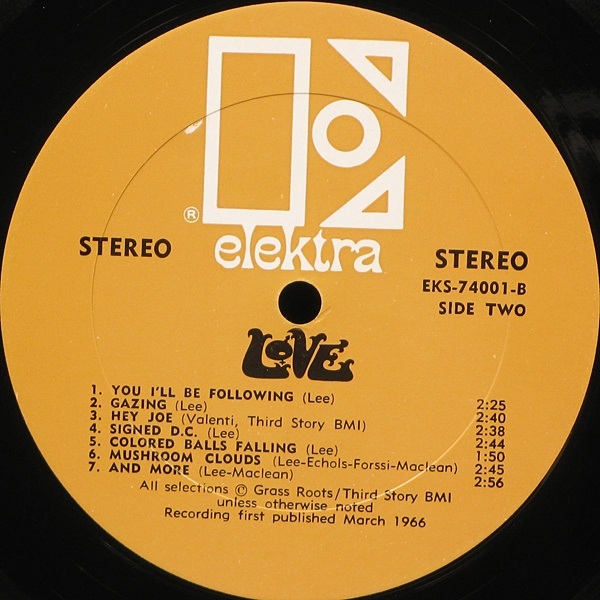 ®
elektra
STEREO
STEREO
EKS-74001-B
SIDE TWO
LOVE
1. YOU I'LL BE FOLLOWING (Lee) 2:25
2. GAZING (Lee) 2:40
3. HEY JOE (Valenti, Third Story BMI) 2:38
4. SIGNED D.C. (Lee) 2:44
5. COLORED BALLS FALLING (Lee) 1:50
6. MUSHROOM CLOUDS (Lee-Echols-Forssi-Maclean) 2:45
7. AND MORE (Lee-Maclean) 2:56
All selections © Grass Roots/Third Story BMI
unless otherwise noted
Recording first published March 1966